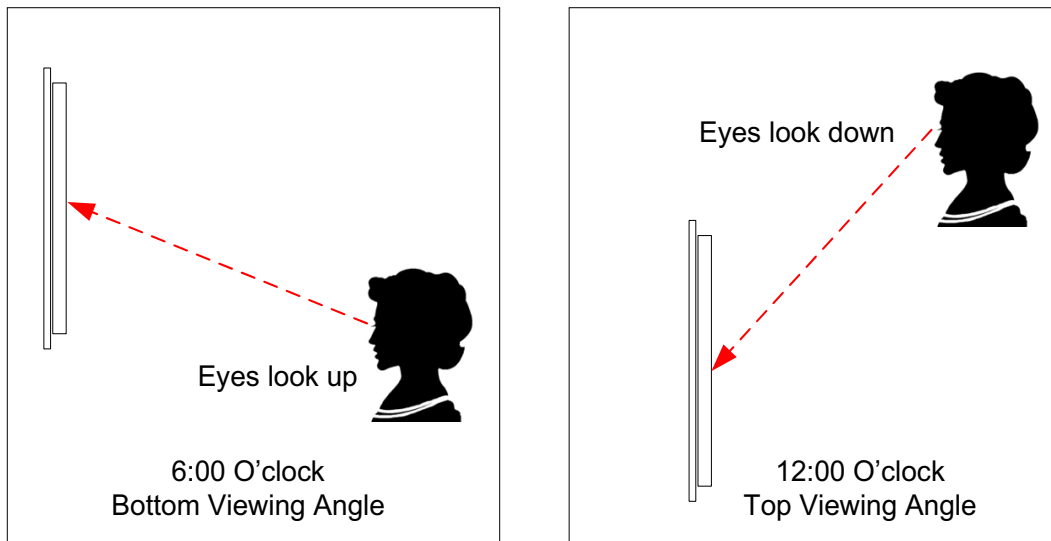 Eyes look up
6:00 O’clock
Bottom Viewing Angle
Eyes look down
12:00 O’clock
Top Viewing Angle